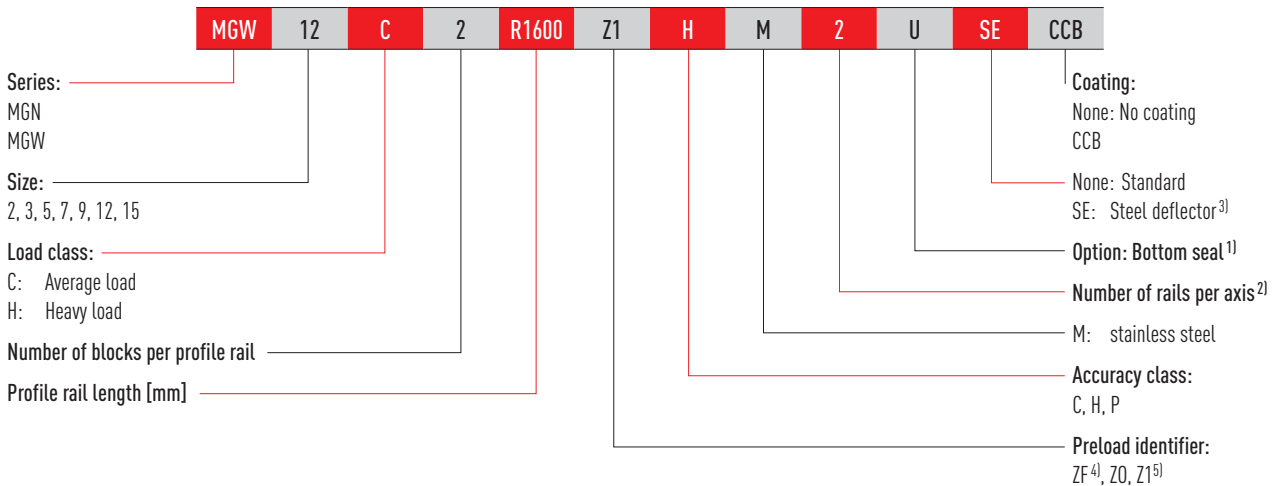 MGW 12 C 2 R1600 Z1 H M 2 U SE CCB
Series:
MGN
MGW
Size:
2, 3, 5, 7, 9, 12, 15
Load class:
C: Average load
H: Heavy load
Number of blocks per profile rail
Profile rail length [mm]
Coating:
None: No coating
CCB
None: Standard
SE: Steel deflector 3)
Option: Bottom seal 1)
Number of rails per axis 2)
M: stainless steel
Accuracy class:
C, H, P
Preload identifier:
ZF 4), Z0, Z1 5)